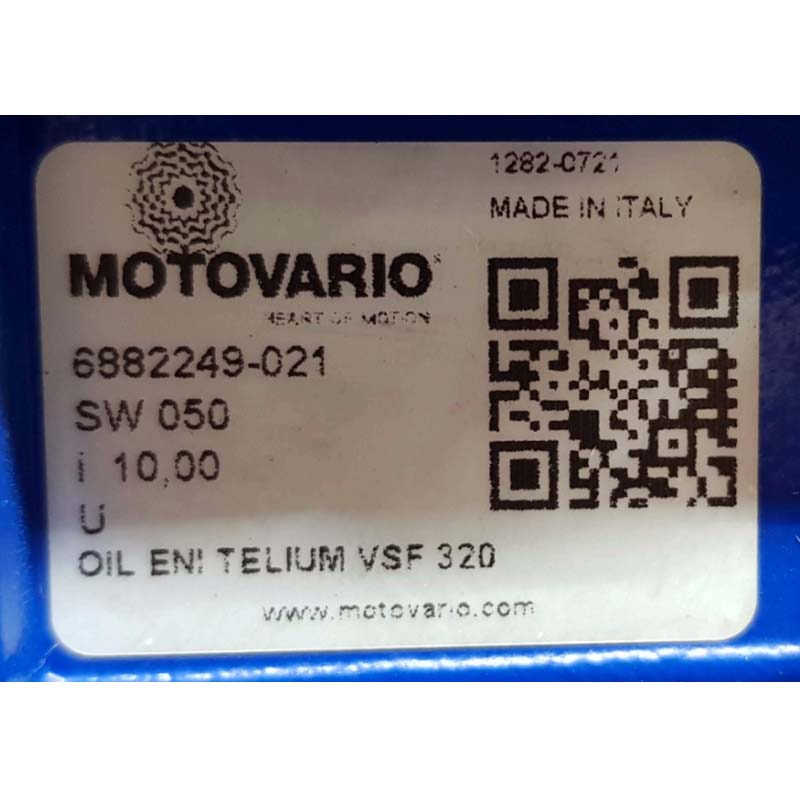 1282-0721
MADE IN ITALY
MOTOVARIO
HEART OF MOTION
6882249-021
SW 050
i 10,00
U
OIL ENI TELIUM VSF 320
www.motovario.com